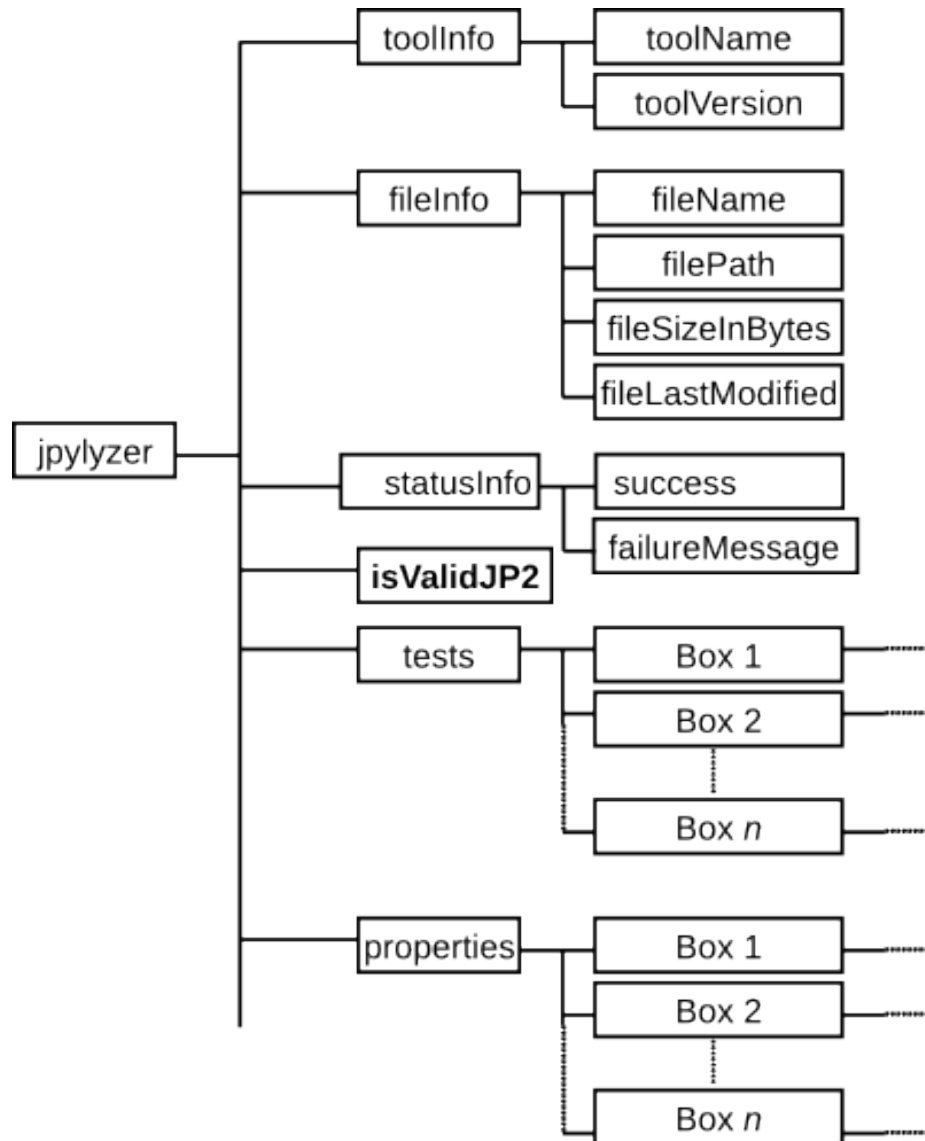 toolInfo
toolName
toolVersion
fileInfo
fileName
filePath
fileSizeInBytes
fileLastModified
jpylyzer
statusInfo
success
failureMessage
isValidJP2
tests
Box 1
Box 2
Box n
properties
Box 1
Box 2
Box n